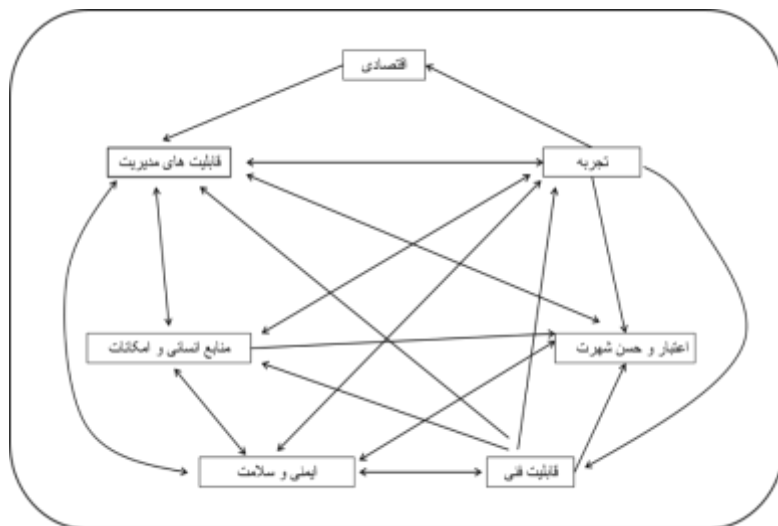 اقتصادی
تجربه
قابلیت های مدیریت
اعتبار و حسن شهرت
منابع انسانی و امکانات
قابلیت فنی
ایمنی و سلامت